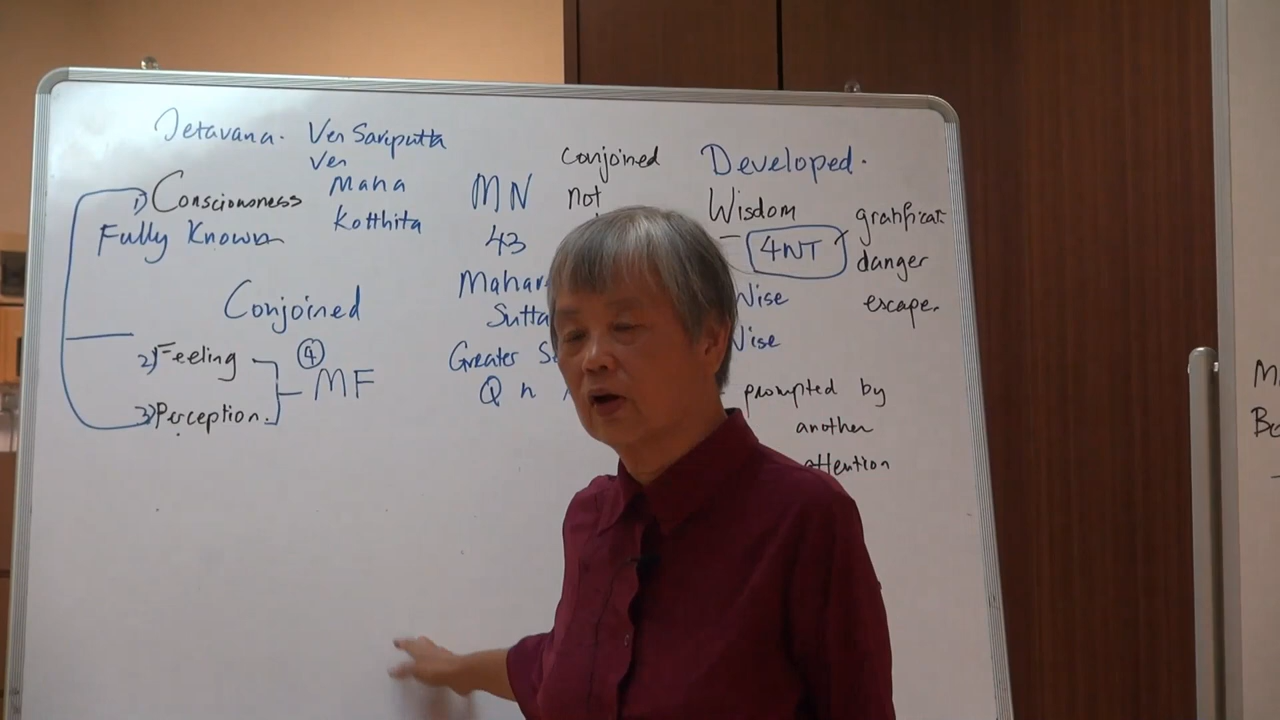 Jetavana. Ven Sariputta
Ven
Maha
Kotthita
1) Consciousness
Fully Known
Conjoined
2) Feeling
4
MF
3) Perception.
MN
43
Sutta
Greater
Q n
Conjoined
not
Developed.
Wisdom
4NT
gratificat
danger
escape.
Wise
Wise
prompted by
another
attention